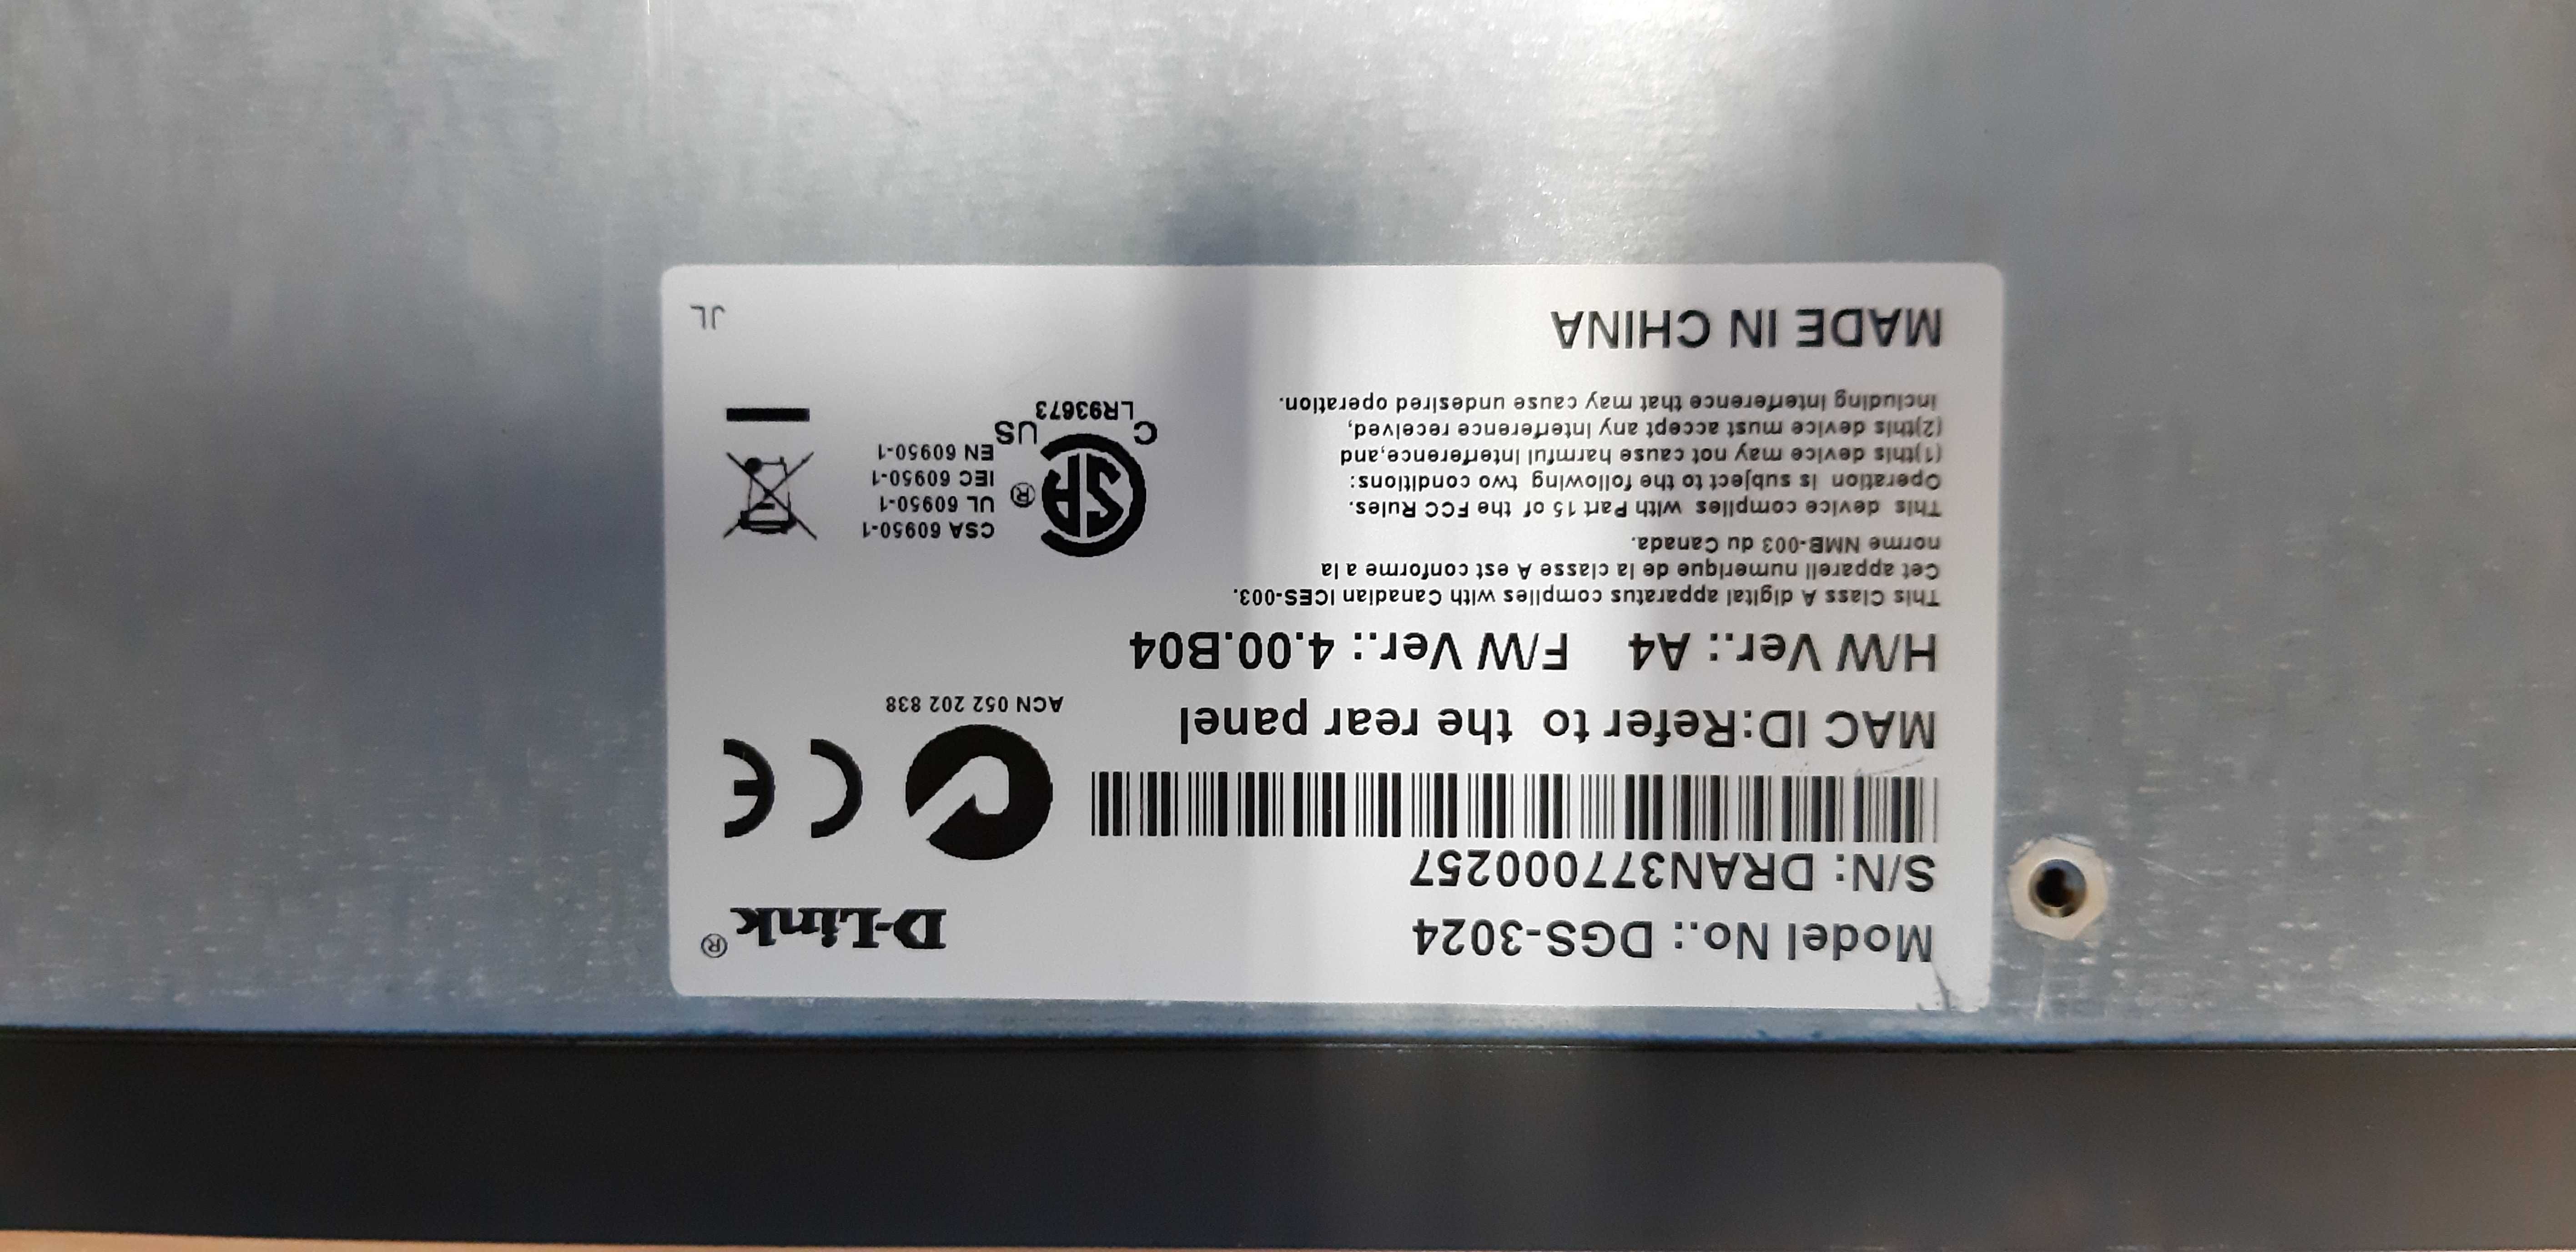 Model No.: DGS-3024
D-Link®
S/N: DRAN377000257
MAC ID:Refer to the rear panel
ACN 052 202 838
H/W Ver.: A4 F/W Ver.: 4.00.B04
This Class A digital apparatus complies with Canadian ICES-003.
Cet appareil numerique de la classe A est conforme a la
norme NMB-003 du Canada.
This device complies with Part 15 of the FCC Rules.
Operation is subject to the following two conditions:
(1)this device may not cause harmful interference,and
(2)this device must accept any interference received,
including interference that may cause undesired operation.
SA ®
C US
LR93673
CSA 60950-1
UL 60950-1
IEC 60950-1
EN 60950-1
CE
MADE IN CHINA
JL